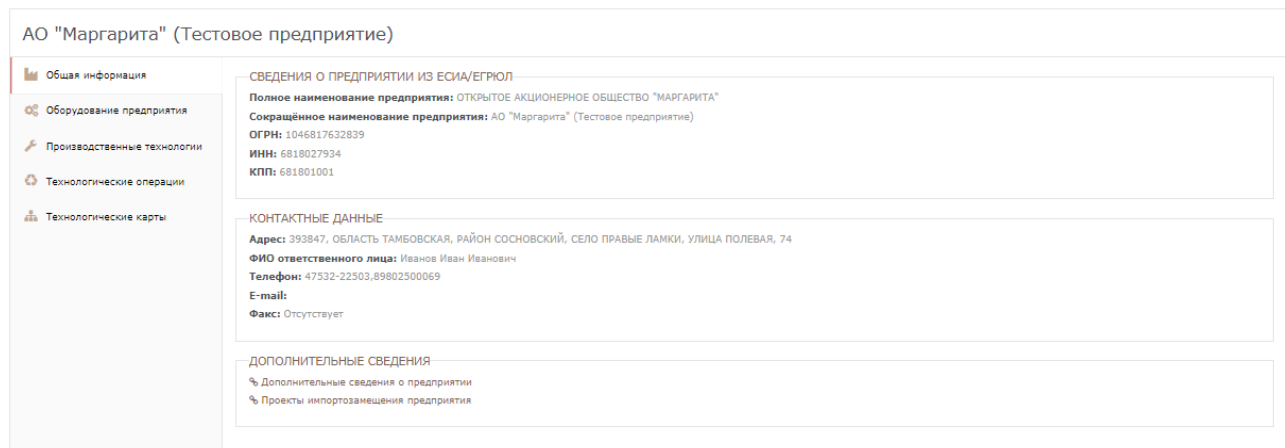 АО "Маргарита" (Тестовое предприятие)
Общая информация
Оборудование предприятия
Производственные технологии
Технологические операции
Технологические карты
СВЕДЕНИЯ О ПРЕДПРИЯТИИ ИЗ ЕСИА/ЕГРЮЛ
Полное наименование предприятия: ОТКРЫТОЕ АКЦИОНЕРНОЕ ОБЩЕСТВО "МАРГАРИТА"
Сокращённое наименование предприятия: АО "Маргарита" (Тестовое предприятие)
ОГРН: 1046817632839
ИНН: 6818027934
КПП: 681801001
КОНТАКТНЫЕ ДАННЫЕ
Адрес: 393847, ОБЛАСТЬ ТАМБОВСКАЯ, РАЙОН СОСНОВСКИЙ, СЕЛО ПРАВЫЕ ЛАМКИ, УЛИЦА ПОЛЕВАЯ, 74
ФИО ответственного лица: Иванов Иван Иванович
Телефон: 47532-22503,89802500069
E-mail:
Факс: Отсутствует
ДОПОЛНИТЕЛЬНЫЕ СВЕДЕНИЯ
Дополнительные сведения о предприятии
Проекты импортозамещения предприятия